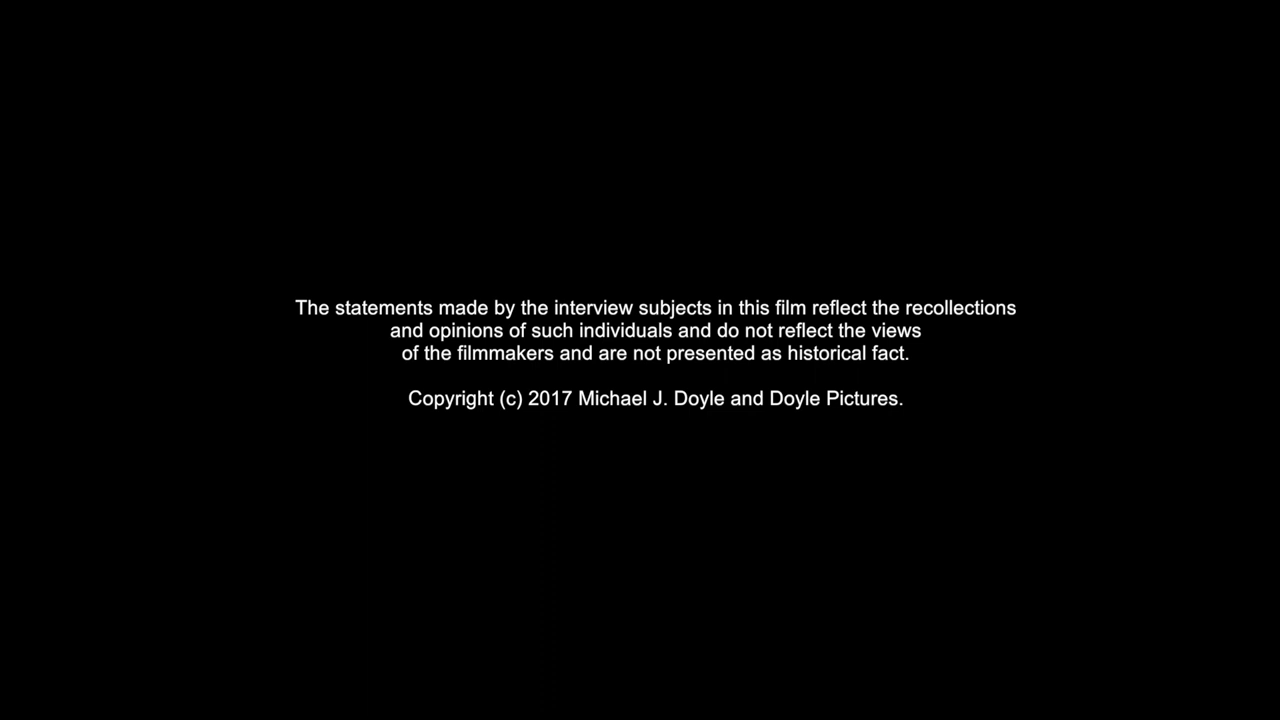 The statements made by the interview subjects in this film reflect the recollections
and opinions of such individuals and do not reflect the views
of the filmmakers and are not presented as historical fact.
Copyright (c) 2017 Michael J. Doyle and Doyle Pictures.